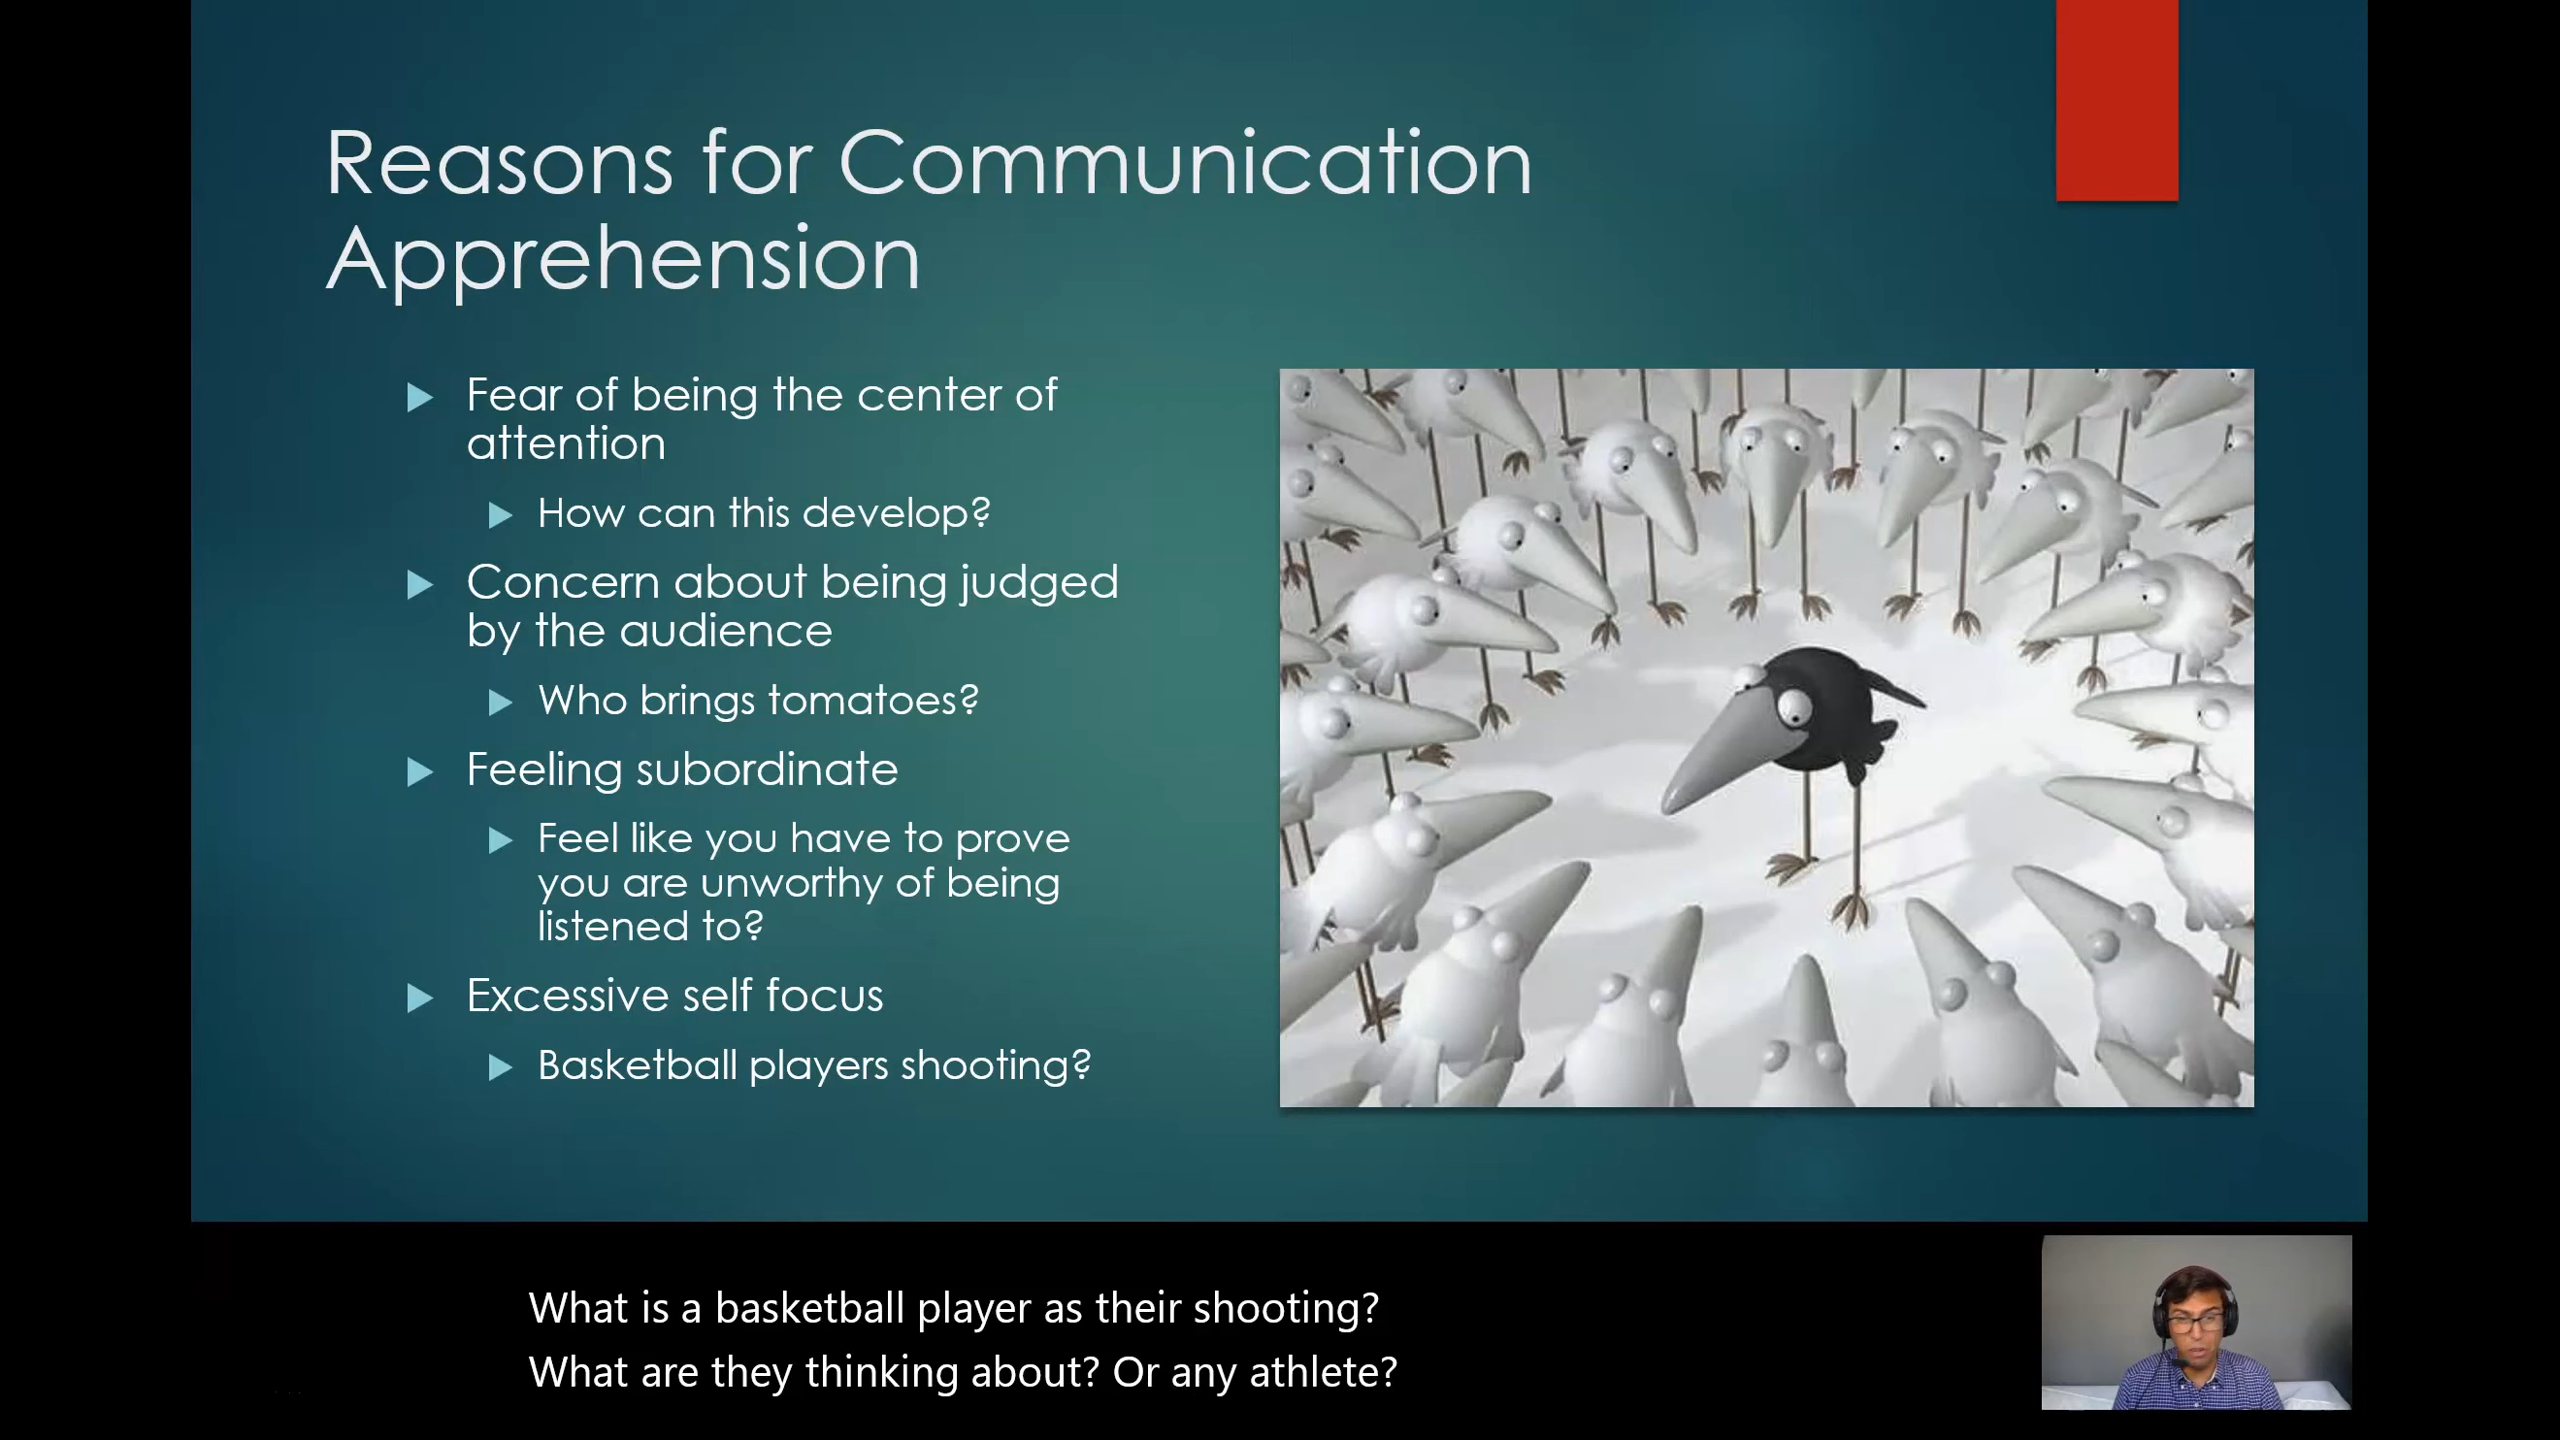 Reasons for Communication
Apprehension
Fear of being the center of
attention
How can this develop?
Concern about being judged
by the audience
Who brings tomatoes?
Feeling subordinate
Feel like you have to prove
you are unworthy of being
listened to?
Excessive self focus
Basketball players shooting?
What is a basketball player as their shooting?
What are they thinking about? Or any athlete?